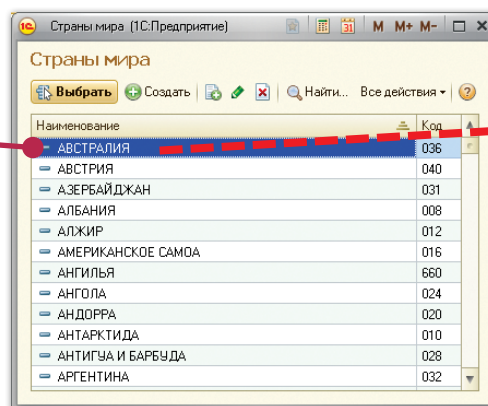 1С Страны мира (1С:Предприятие) 31 M M+ M-
Страны мира
Выбрать Создать Найти... Все действия ?
Наименование Код
АВСТРАЛИЯ 036
АВСТРИЯ 040
АЗЕРБАЙДЖАН 031
АЛБАНИЯ 008
АЛЖИР 012
АМЕРИКАНСКОЕ САМОА 016
АНГИЛЬЯ 660
АНГОЛА 024
АНДОРРА 020
АНТАРКТИДА 010
АНТИГУА И БАРБУДА 028
АРГЕНТИНА 032